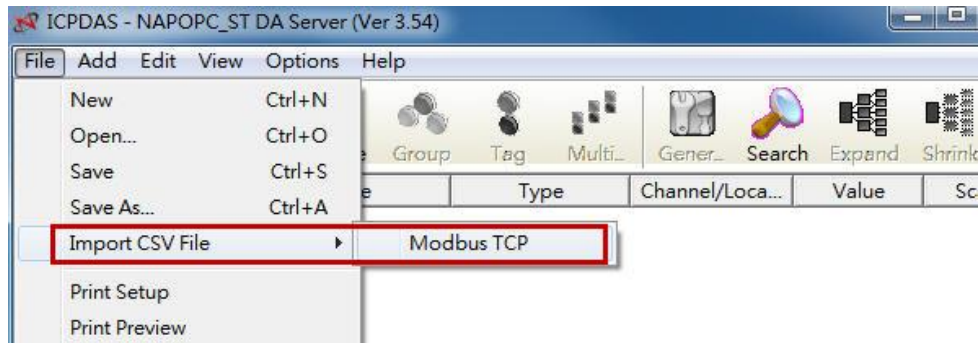 ICPDAS - NAPOPC_ST DA Server (Ver 3.54)
File Add Edit View Options Help
New Ctrl+N
Open... Ctrl+O
Save Ctrl+S
Save As... Ctrl+A
Import CSV File Modbus TCP
Print Setup
Print Preview
Group Tag Multi... Gener... Search Expand Shrink
Type Channel/Loca... Value Sc